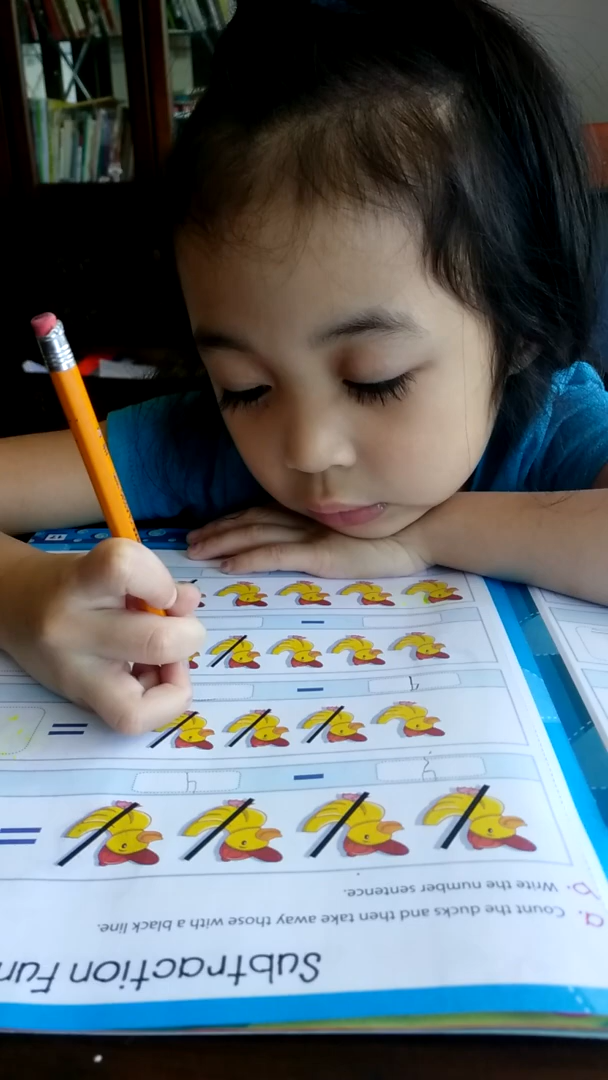 Subtraction Fun
a. Count the ducks and then take away those with a black line.
b. Write the number sentence.
- =
- =
-
-